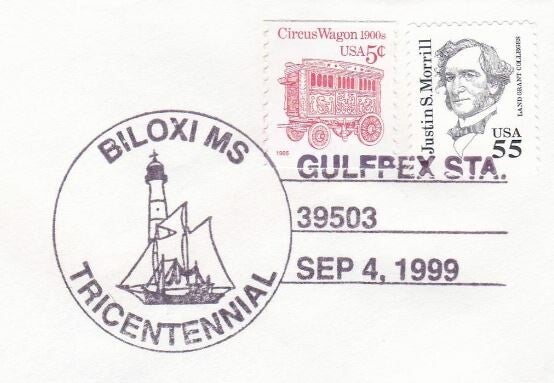 Circus Wagon 1900s
USA 5¢
1995
Justin S. Morrill
LAND GRANT COLLEGES
USA
55
BILOXI MS
TRICENTENNIAL
GULFPEX STA.
39503
SEP 4, 1999